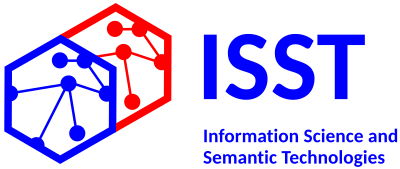 ISST
Information Science and
Semantic Technologies